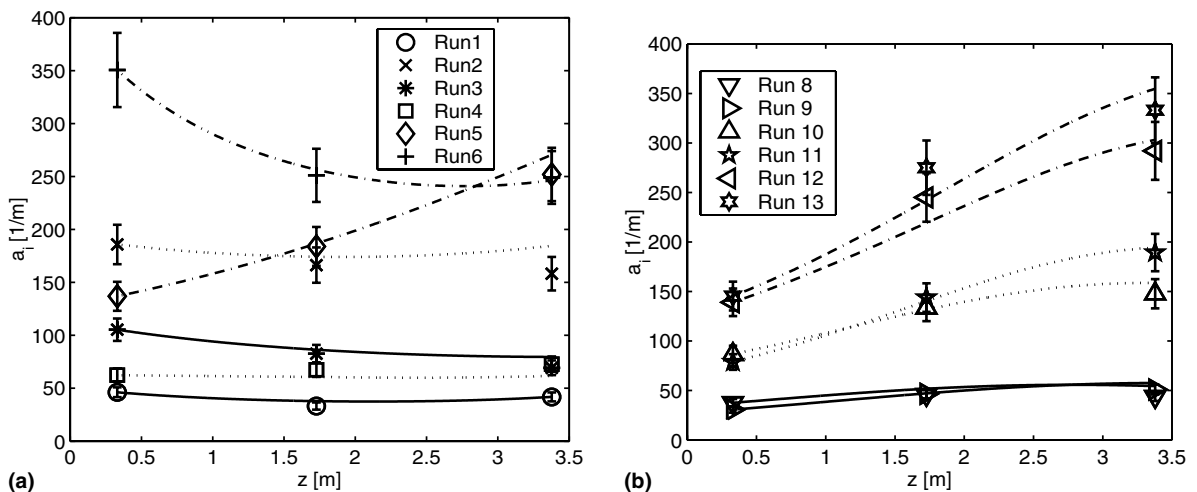 400
350
300
250
200
150
100
50
0
a_i [1/m]
0 0.5 1 1.5 2 2.5 3 3.5
z [m]
Run1
Run2
Run3
Run4
Run5
Run6
(a)
400
350
300
250
200
150
100
50
0
a_i [1/m]
0 0.5 1 1.5 2 2.5 3 3.5
z [m]
Run 8
Run 9
Run 10
Run 11
Run 12
Run 13
(b)